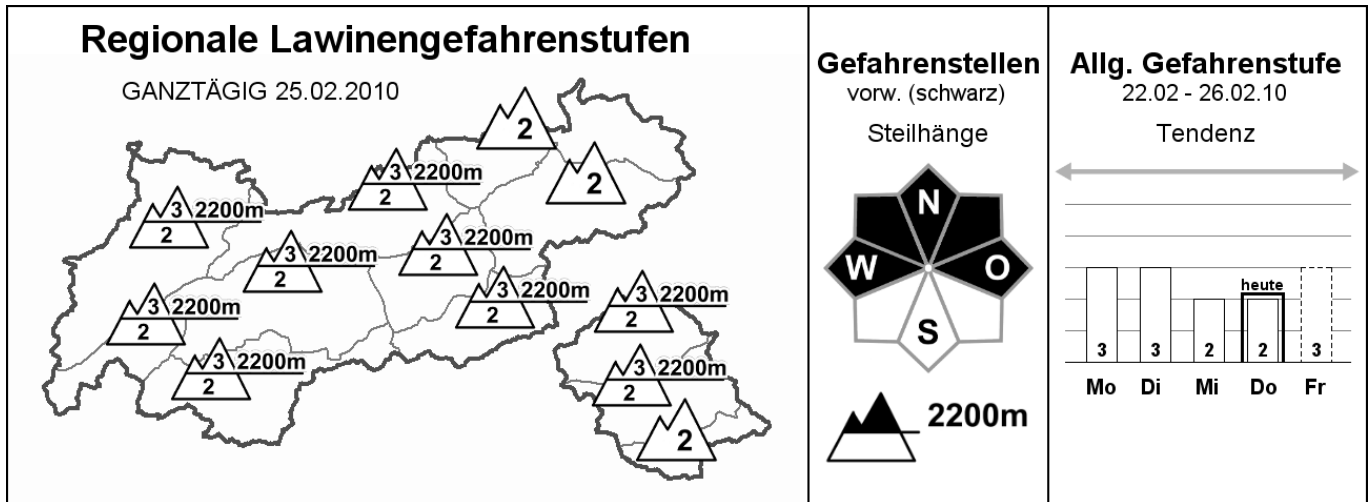 Regionale Lawinengefahrenstufen
GANZTÄGIG 25.02.2010
2
2
3 2200m
2
3 2200m
2
3 2200m
2
3 2200m
2
3 2200m
2
3 2200m
2
3 2200m
2
3 2200m
2
3 2200m
2
3 2200m
2
Gefahrenstellen
vorw. (schwarz)
Steilhänge
N
W O
S
2200m
Allg. Gefahrenstufe
22.02 - 26.02.10
Tendenz
heute
3 3 2 2 3
Mo Di Mi Do Fr